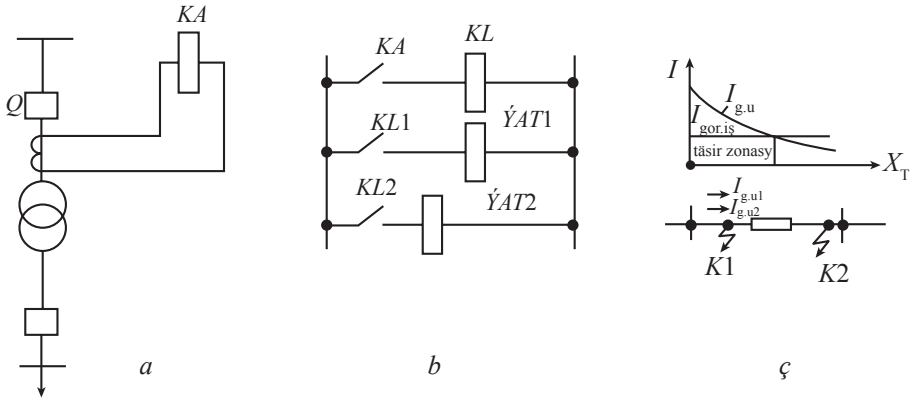 KA
Q
a
KA
KL
KL1
ÝAT1
KL2
ÝAT2
b
I
I g.u
I gor.iş
täsir zonasy
X T
I g.u1
I g.u2
K1
K2
ç